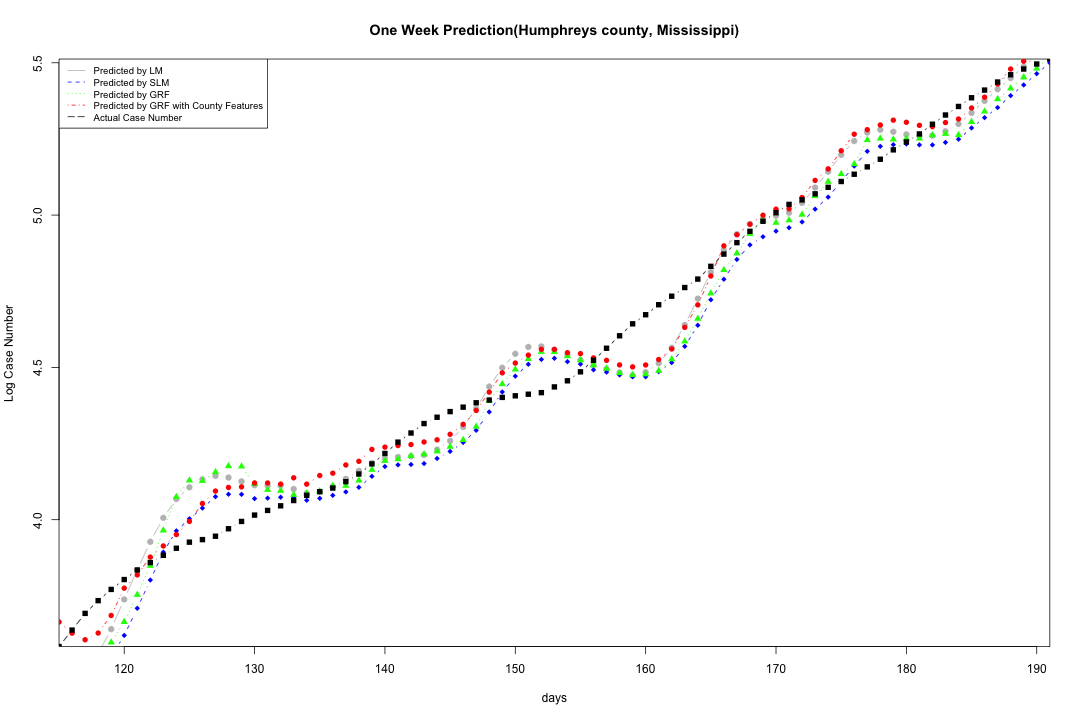 One Week Prediction(Humphreys county, Mississippi)
Predicted by LM
Predicted by SLM
Predicted by GRF
Predicted by GRF with County Features
Actual Case Number
5.5
5.0
4.5
4.0
Log Case Number
120 130 140 150 160 170 180 190
days